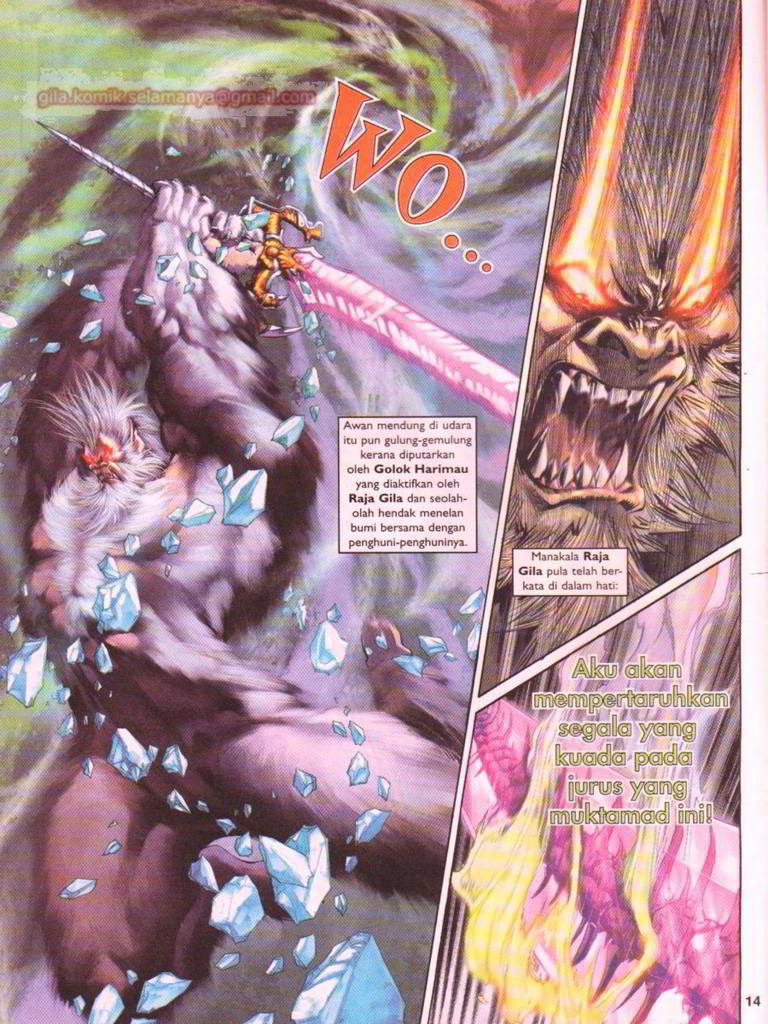 gila.komik.selamanya@gmail.com
WO...
Awan mendung di udara
itu pun gulung-gemulung
kerana diputarkan
oleh Golok Harimau
yang diaktifkan oleh
Raja Gila dan seolah-
olah hendak menelan
bumi bersama dengan
penghuni-penghuninya.
Manakala Raja
Gila pula telah ber-
kata di dalam hati:
Aku akan
mempertaruhkan
segala yang
kuada pada
jurus yang
muktamad ini!
14